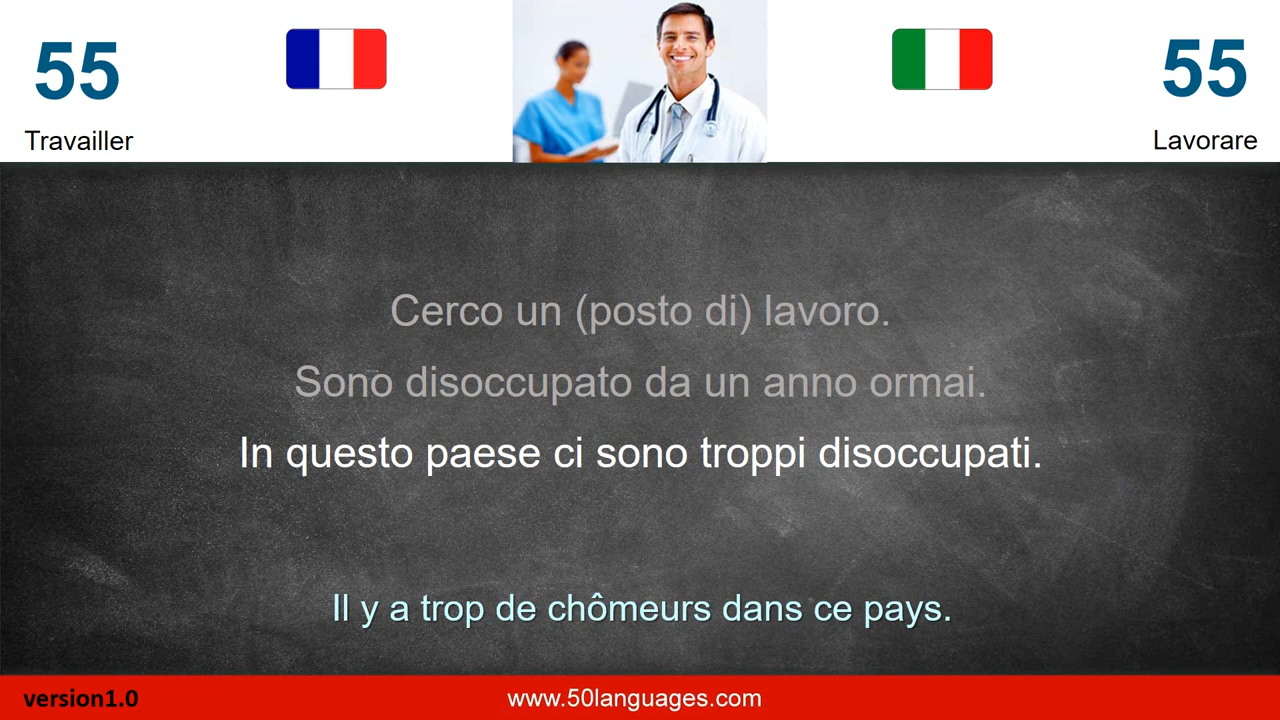 55
55
Travailler
Lavorare
Cerco un (posto di) lavoro.
Sono disoccupato da un anno ormai.
In questo paese ci sono troppi disoccupati.
Il y a trop de chômeurs dans ce pays.
version1.0
www.50languages.com